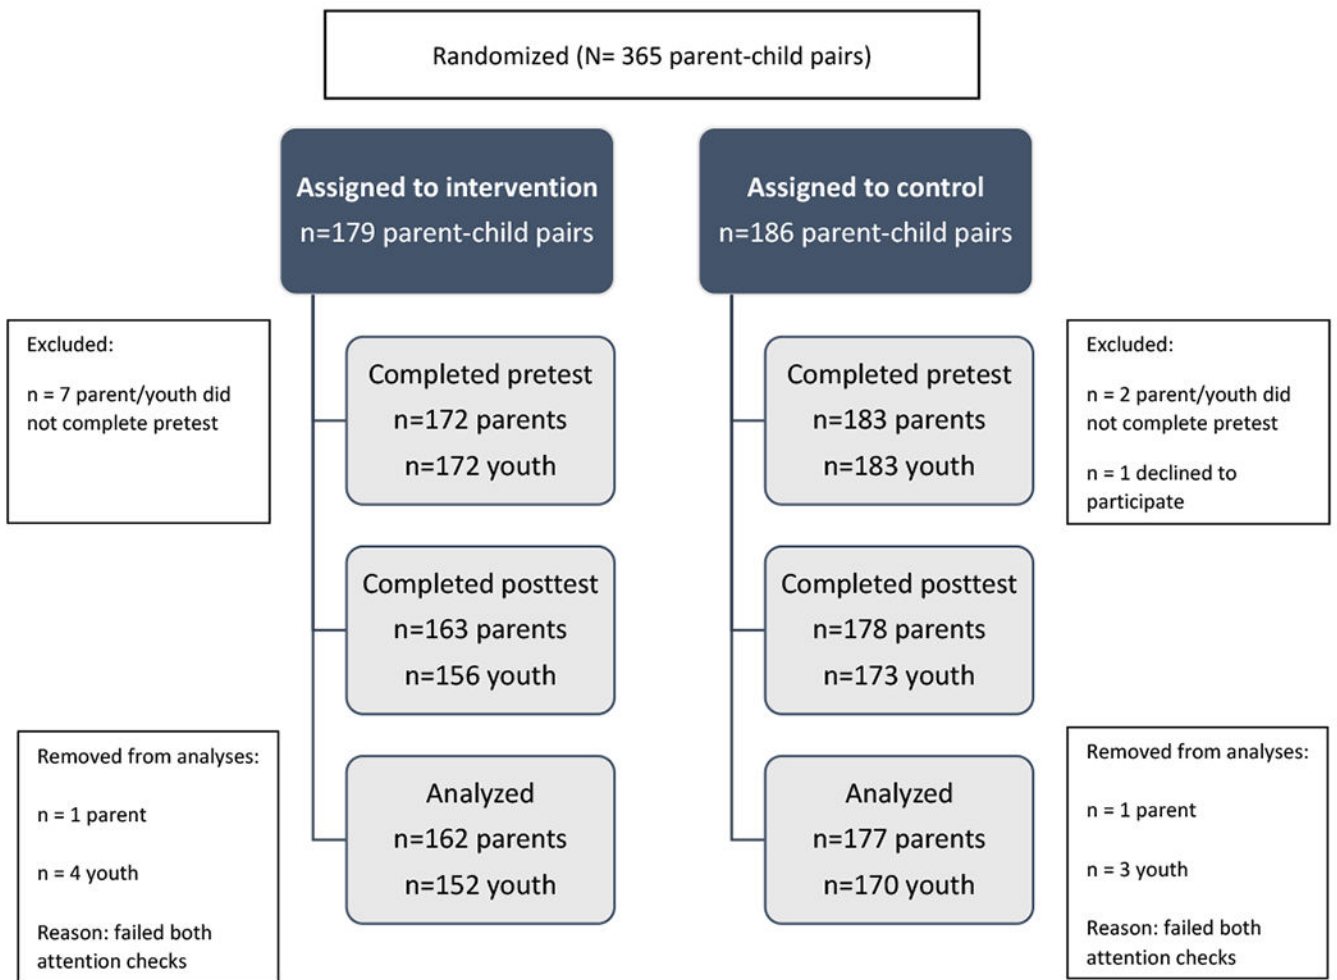 Randomized (N= 365 parent-child pairs)
Assigned to intervention
n=179 parent-child pairs
Assigned to control
n=186 parent-child pairs
Excluded:
n = 7 parent/youth did
not complete pretest
Completed pretest
n=172 parents
n=172 youth
Completed pretest
n=183 parents
n=183 youth
Excluded:
n = 2 parent/youth did
not complete pretest
n = 1 declined to
participate
Completed posttest
n=163 parents
n=156 youth
Completed posttest
n=178 parents
n=173 youth
Removed from analyses:
n = 1 parent
n = 4 youth
Reason: failed both
attention checks
Analyzed
n=162 parents
n=152 youth
Analyzed
n=177 parents
n=170 youth
Removed from analyses:
n = 1 parent
n = 3 youth
Reason: failed both
attention checks